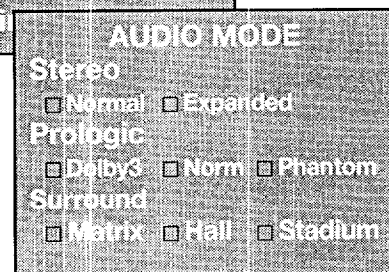 AUDIO MODE
Stereo
Normal Expanded
Prologic
Dolby3 Norm Phantom
Surround
Matrix Hall Stadium